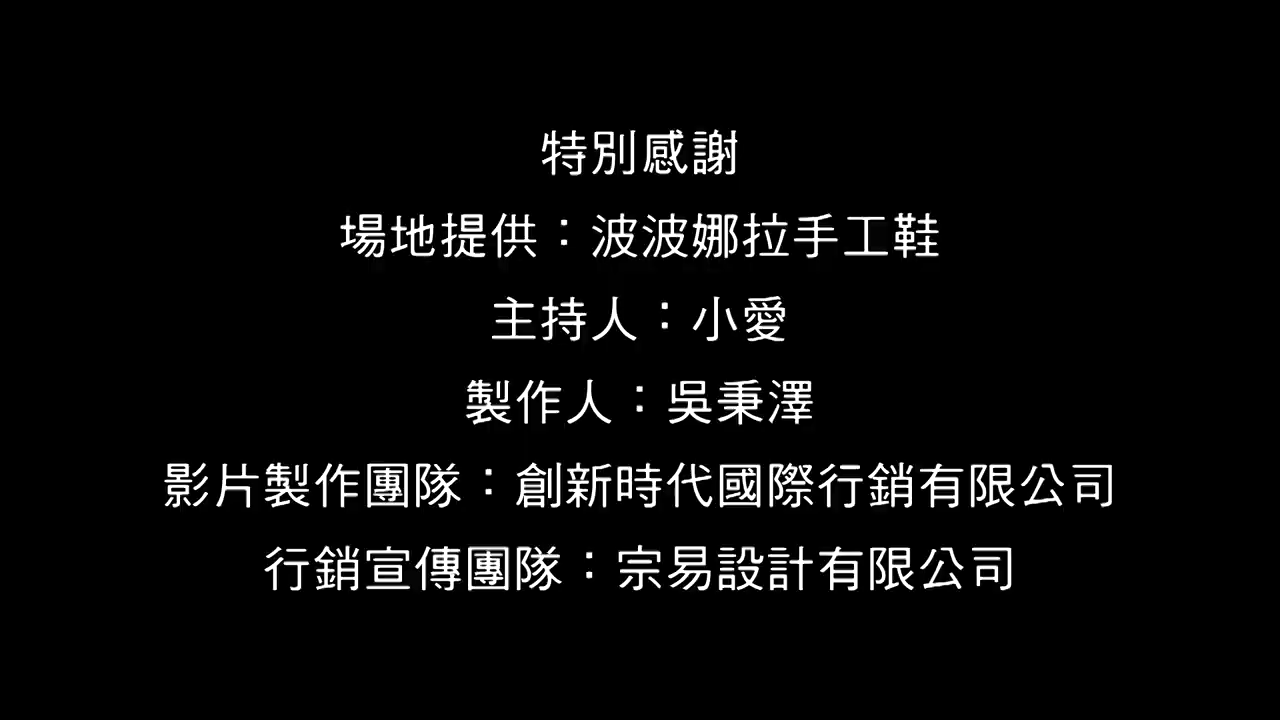 特別感謝
場地提供：波波娜拉手工鞋
主持人：小愛
製作人：吳秉澤
影片製作團隊：創新時代國際行銷有限公司
行銷宣傳團隊：宗易設計有限公司